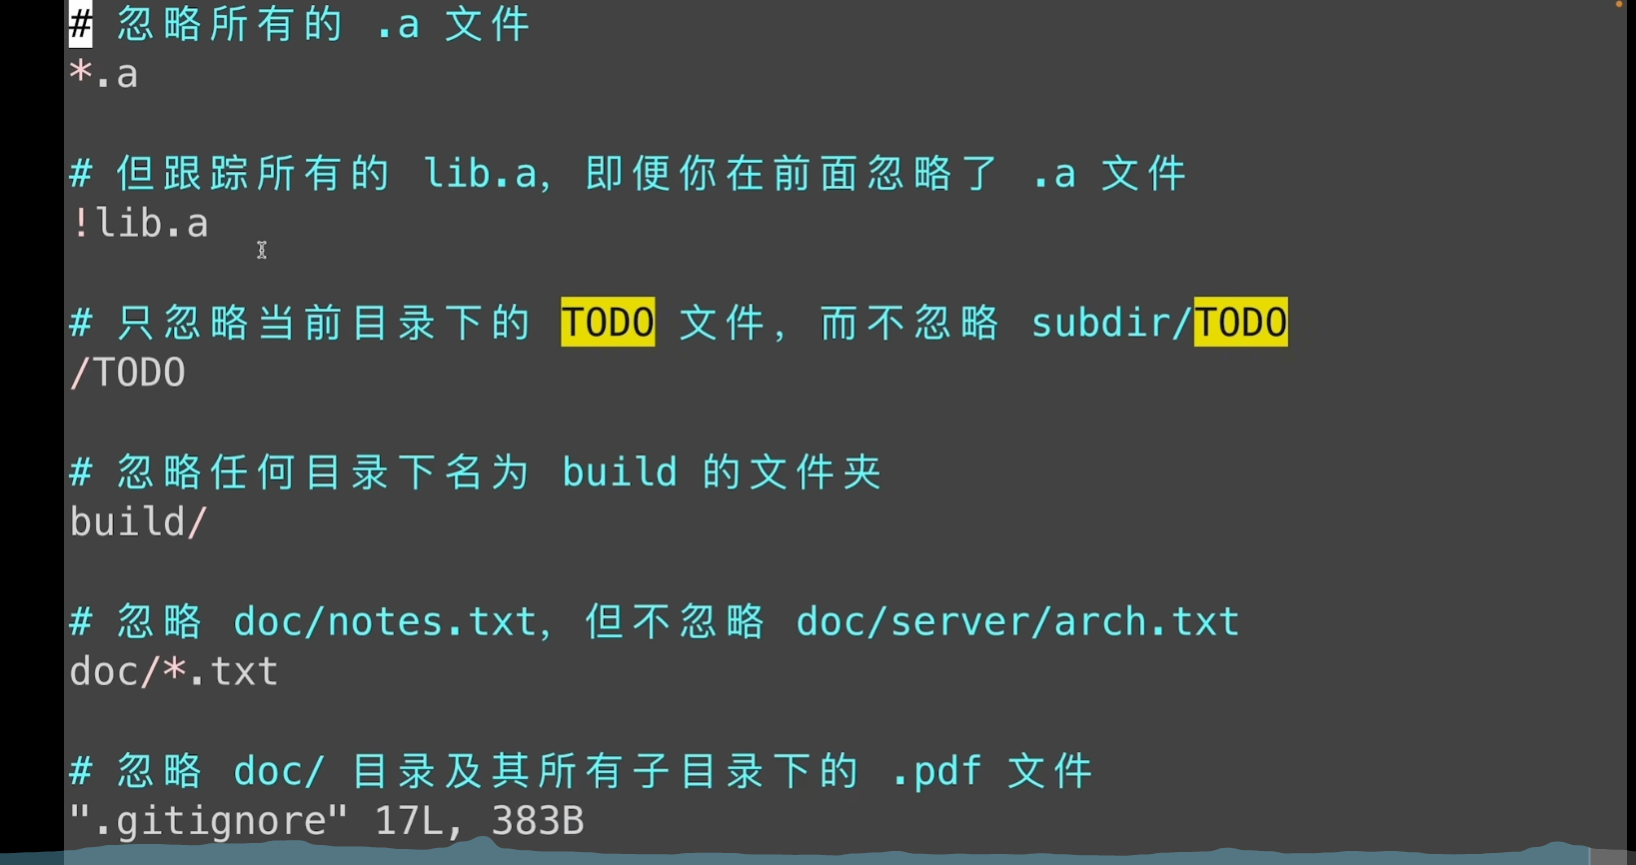 # 忽略所有的 .a 文件
*.a
# 但跟踪所有的 lib.a, 即便你在前面忽略了 .a 文件
!lib.a
# 只忽略当前目录下的 TODO 文件, 而不忽略 subdir/TODO
/TODO
# 忽略任何目录下名为 build 的文件夹
build/
# 忽略 doc/notes.txt, 但不忽略 doc/server/arch.txt
doc/*.txt
# 忽略 doc/ 目录及其所有子目录下的 .pdf 文件
".gitignore" 17L, 383B